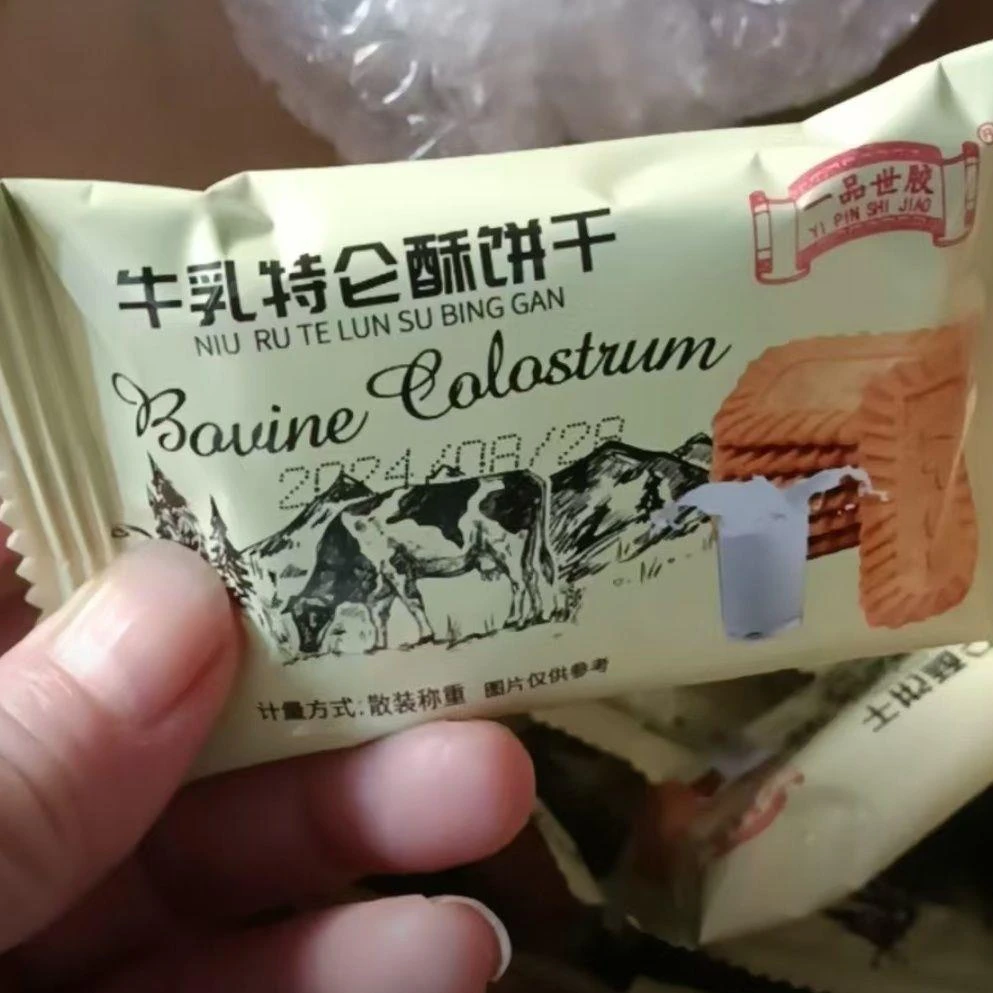 一品世胶
YI PIN SHI JIAO
牛乳特仑酥饼干
NIU RU TE LUN SU BING GAN
Bovine Colostrum
2024/08/28
计量方式:散装称重 图片仅供参考